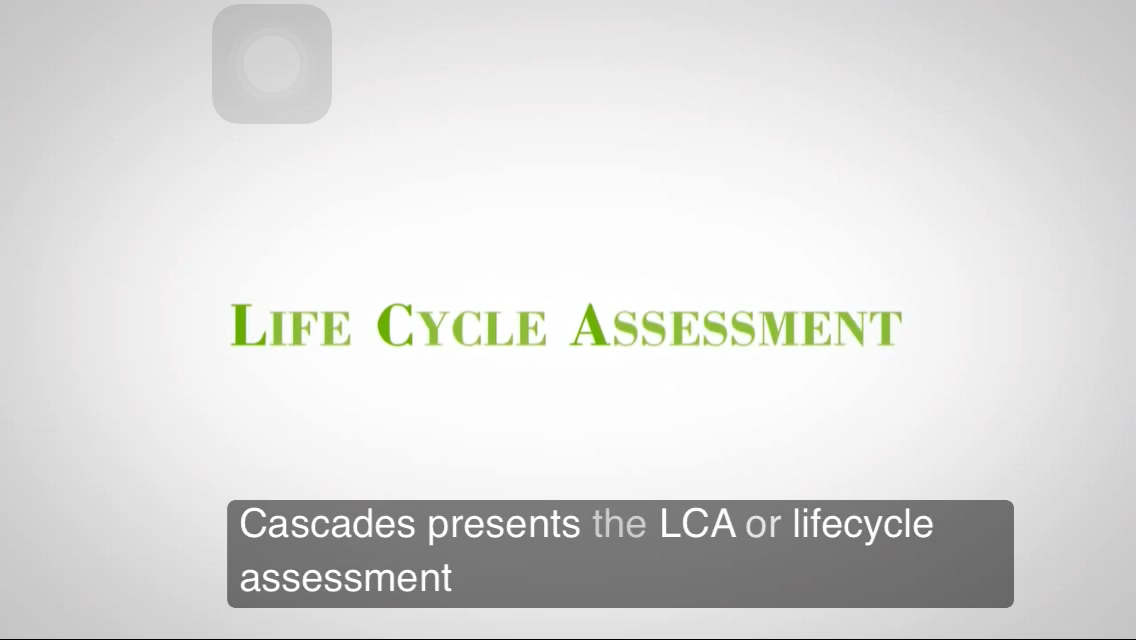 LIFE CYCLE ASSESSMENT
Cascades presents the LCA or lifecycle
assessment